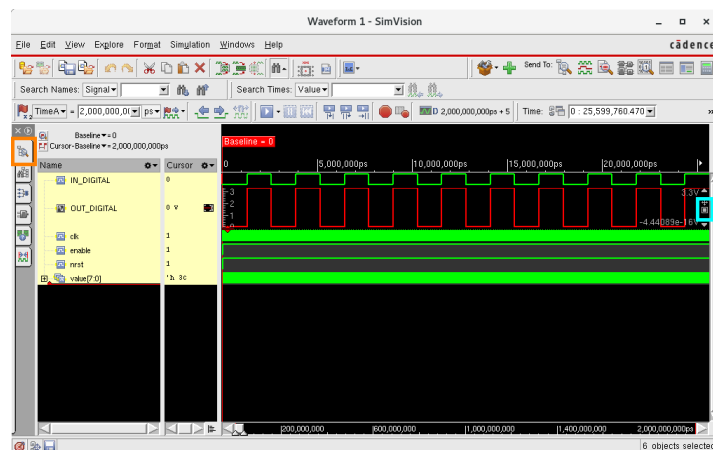 Waveform 1 - SimVision
File Edit View Explore Format Simulation Windows Help
cādence
Search Names: Signal Search Times: Value
Send To:
TimeA = 2,000,000,0( ps
2,000,000,000ps + 5 Time: 0 : 25,599,760.470
Baseline = 0
Cursor-Baseline = 2,000,000,000ps
Baseline = 0
Name Cursor 0 5,000,000ps 10,000,000ps 15,000,000ps 20,000,000ps
IN_DIGITAL 0
OUT_DIGITAL 0 V 3 2 1 0 3.3V -4.44089e-16V
clk 1
enable 1
nrst 1
value[7:0] 'h 3C
200,000,000 600,000,000 1,000,000,000 1,400,000,000 2,000,000,000ps
6 objects selected